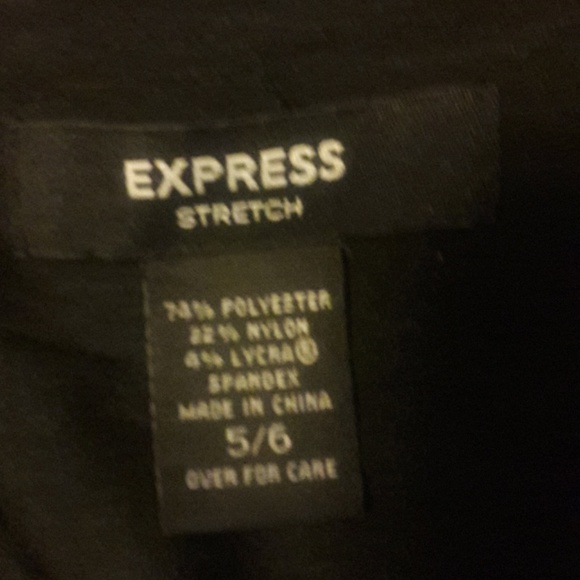 EXPRESS
STRETCH
74% POLYESTER
22% NYLON
4% LYCRA®
SPANDEX
MADE IN CHINA
5/6
OVER FOR CARE